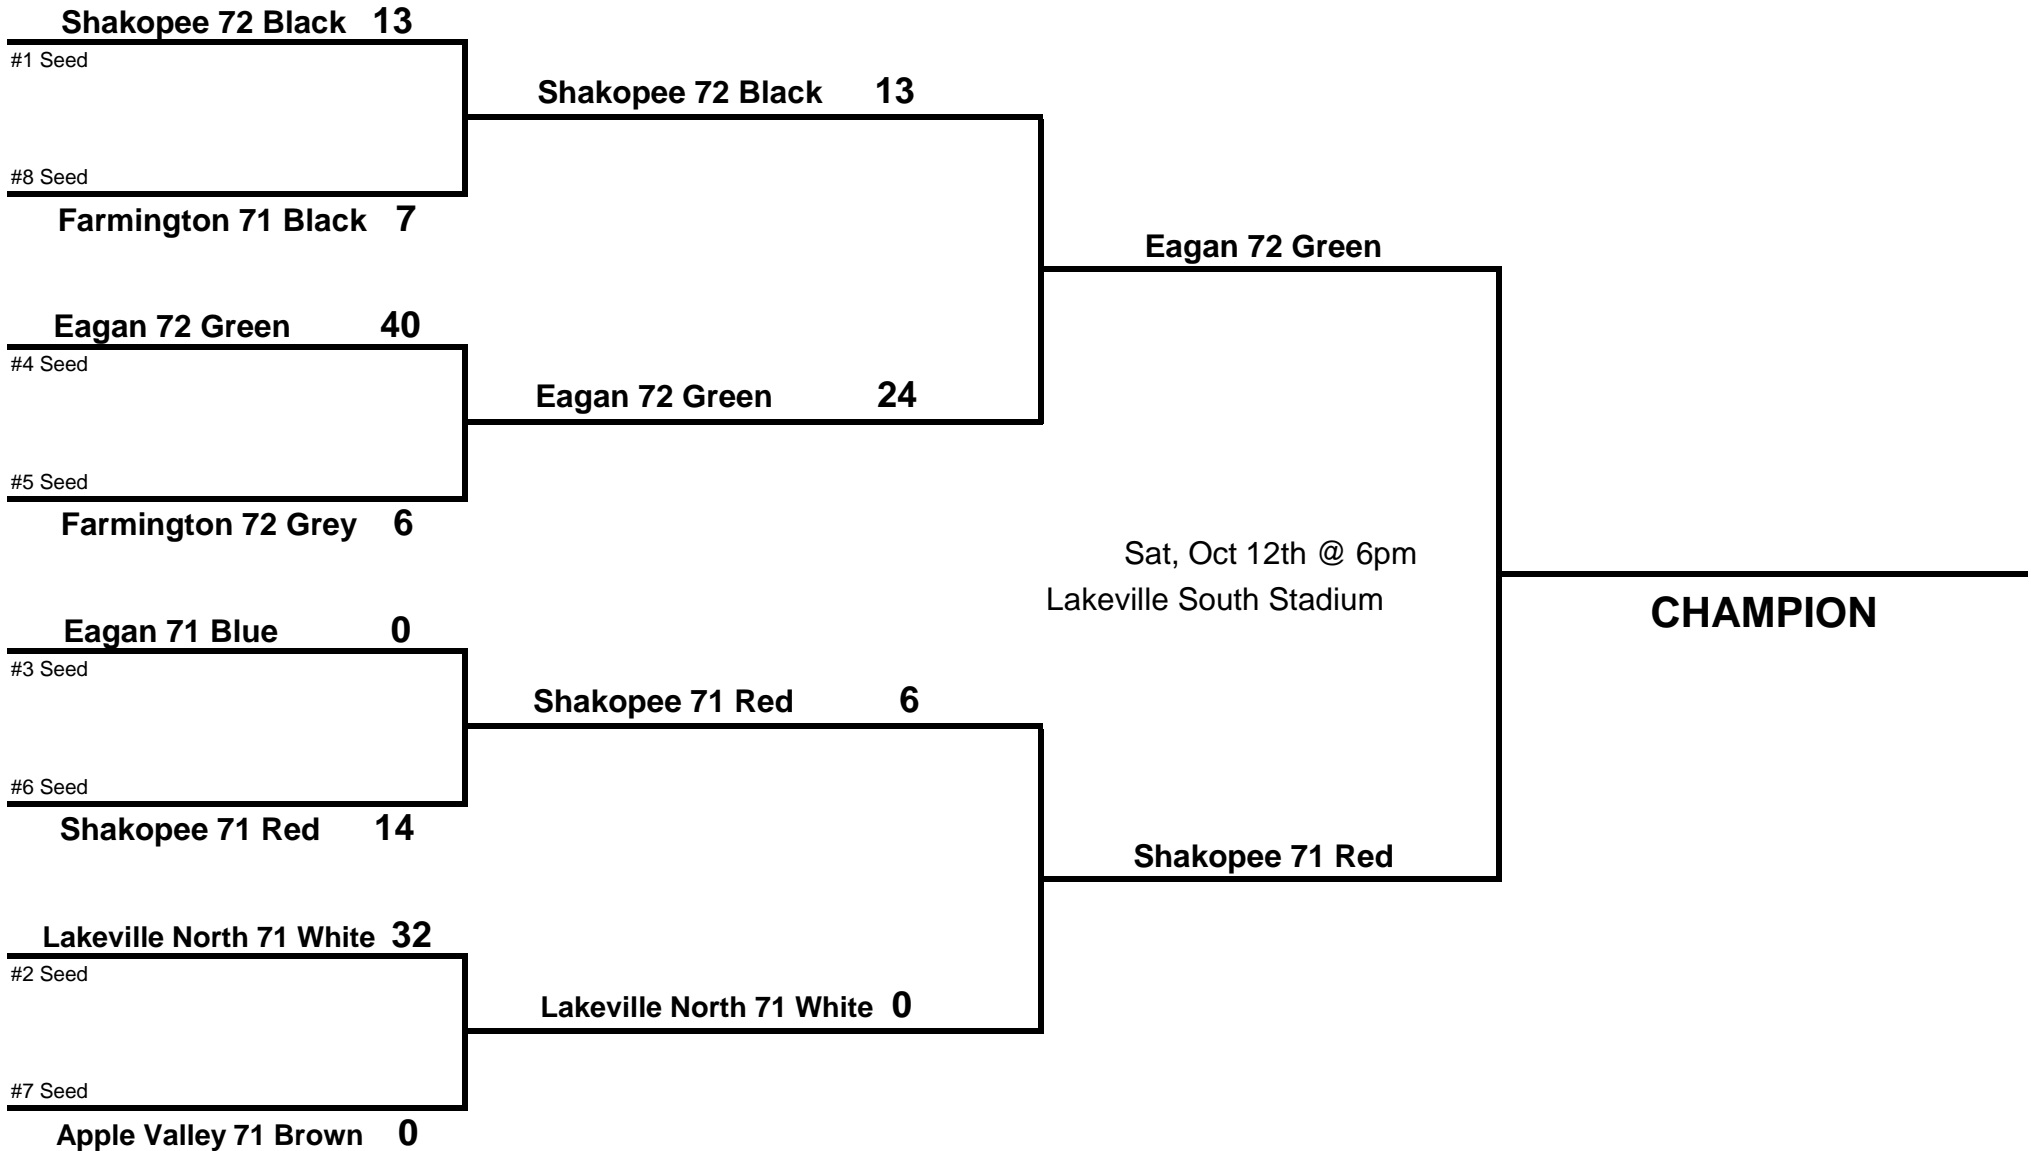 Shakopee 72 Black 13
#1 Seed
Shakopee 72 Black 13
#8 Seed
Farmington 71 Black 7
Eagan 72 Green
Eagan 72 Green 40
#4 Seed
Eagan 72 Green 24
#5 Seed
Farmington 72 Grey 6
Sat, Oct 12th @ 6pm
Lakeville South Stadium
CHAMPION
Eagan 71 Blue 0
#3 Seed
Shakopee 71 Red 6
#6 Seed
Shakopee 71 Red 14
Shakopee 71 Red
Lakeville North 71 White 32
#2 Seed
Lakeville North 71 White 0
#7 Seed
Apple Valley 71 Brown 0